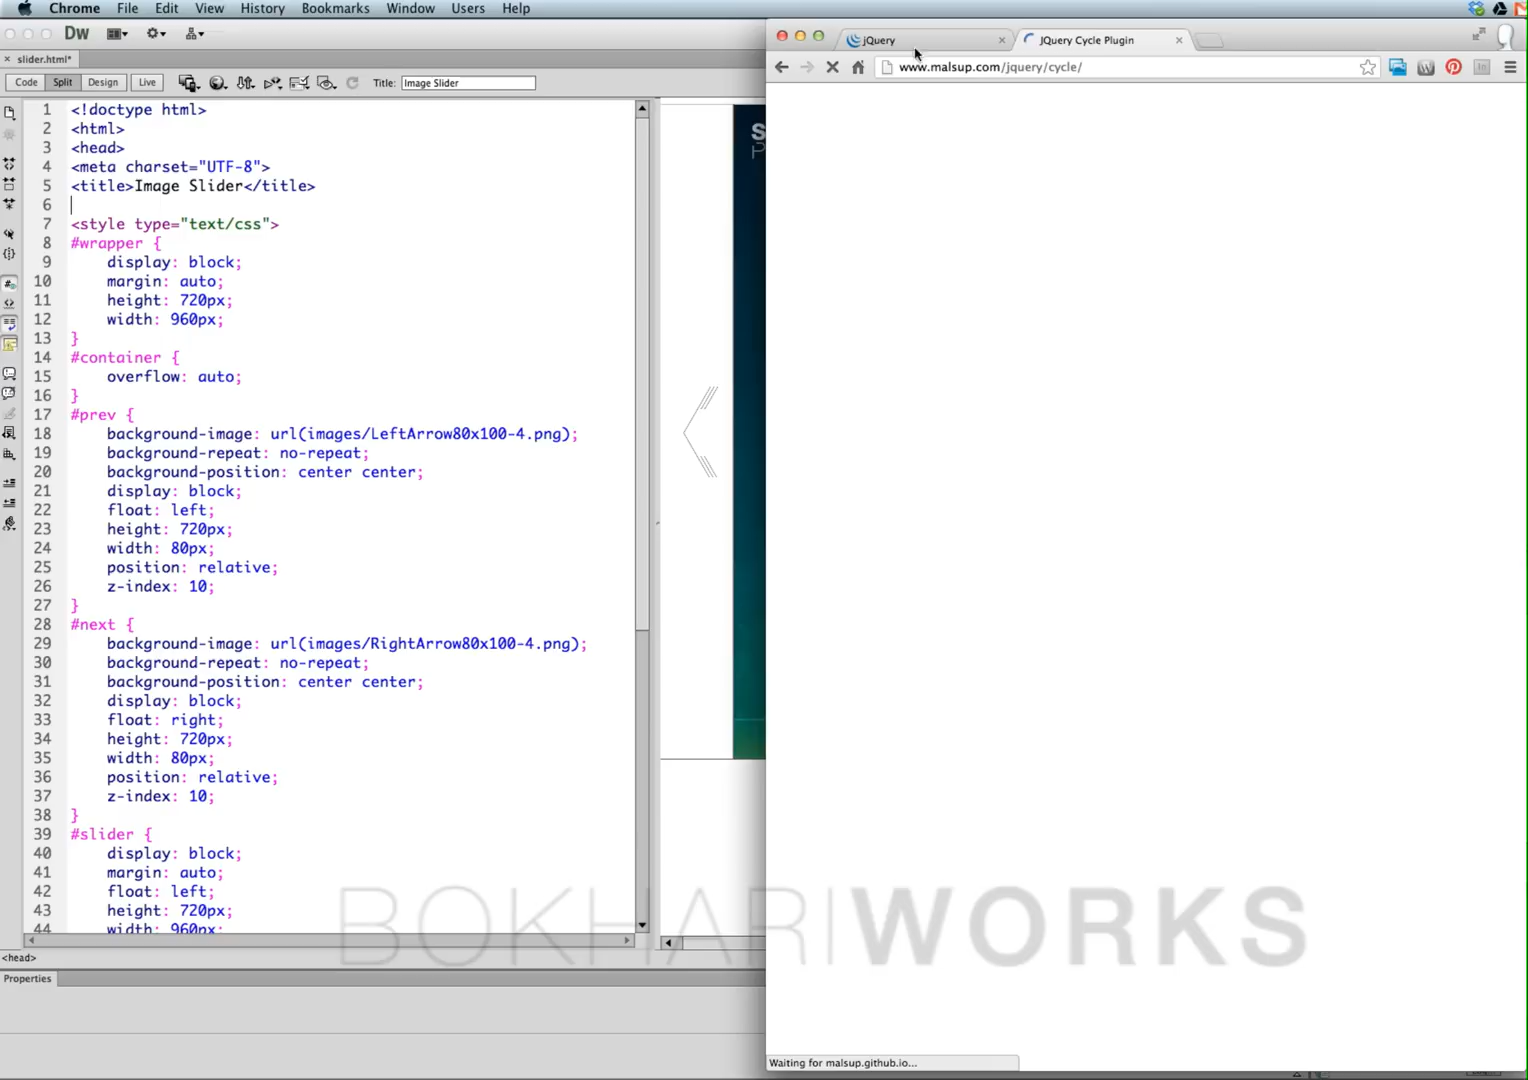 Chrome File Edit View History Bookmarks Window Users Help
Dw
slider.html*
Code Split Design Live Title: Image Slider
1 <!doctype html>
2 <html>
3 <head>
4 <meta charset="UTF-8">
5 <title>Image Slider</title>
6
7 <style type="text/css">
8 #wrapper {
9 display: block;
10 margin: auto;
11 height: 720px;
12 width: 960px;
13 }
14 #container {
15 overflow: auto;
16 }
17 #prev {
18 background-image: url(images/LeftArrow80x100-4.png);
19 background-repeat: no-repeat;
20 background-position: center center;
21 display: block;
22 float: left;
23 height: 720px;
24 width: 80px;
25 position: relative;
26 z-index: 10;
27 }
28 #next {
29 background-image: url(images/RightArrow80x100-4.png);
30 background-repeat: no-repeat;
31 background-position: center center;
32 display: block;
33 float: right;
34 height: 720px;
35 width: 80px;
36 position: relative;
37 z-index: 10;
38 }
39 #slider {
40 display: block;
41 margin: auto;
42 float: left;
43 height: 720px;
44 width: 960px;
<head>
Properties
S
P
jQuery
JQuery Cycle Plugin
www.malsup.com/jquery/cycle/
BOKHARIWORKS
Waiting for malsup.github.io...